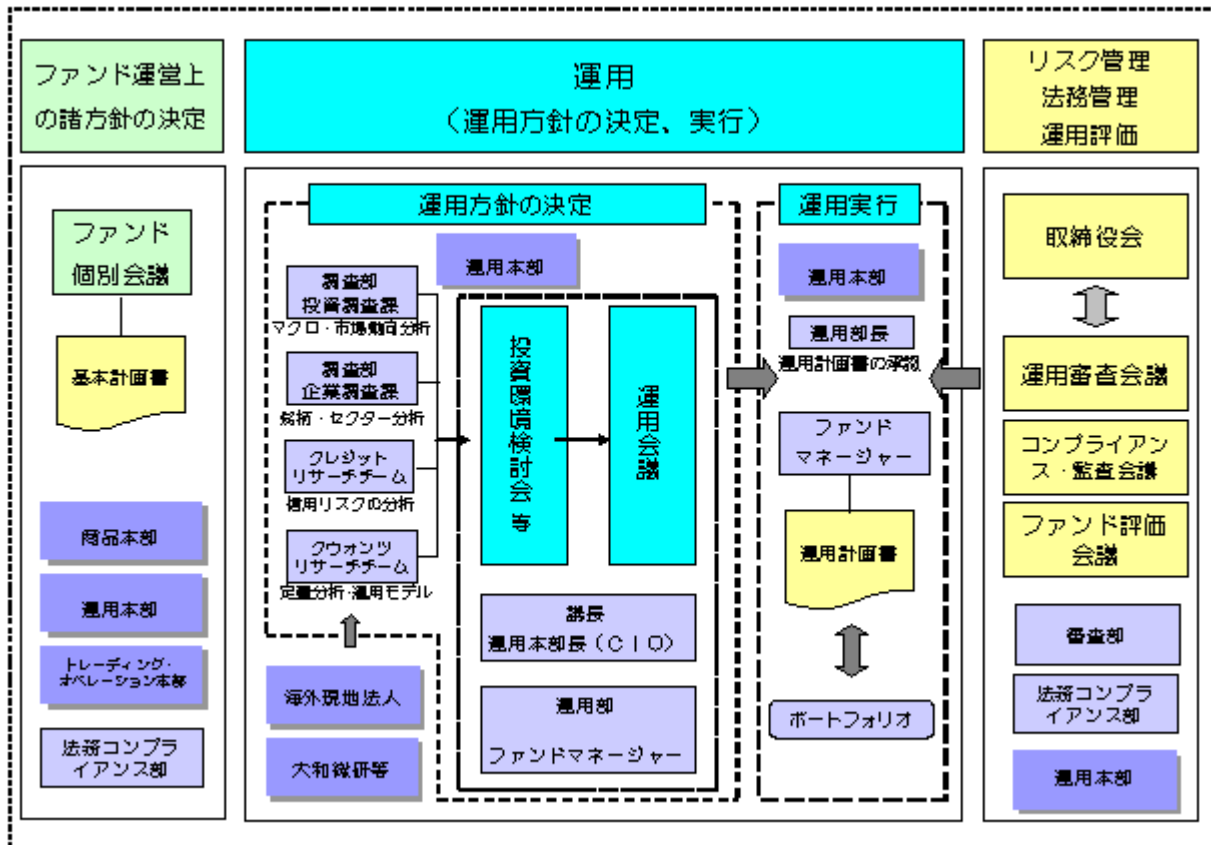 ファンド運営上
の諸方針の決定
運用
（運用方針の決定、実行）
リスク管理
法務管理
運用評価
ファンド
個別会議
基本計画書
商品本部
運用本部
トレーディング・
オペレーション本部
法務コンプラ
イアンス部
運用方針の決定
運用本部
調査部
投資調査課
マクロ・市場動向分析
調査部
企業調査課
銘柄・セクター分析
クレジット
リサーチチーム
信用リスクの分析
クウォンツ
リサーチチーム
定量分析・運用モデル
海外現地法人
大和総研等
投資環境検討会 等
運用会議
議長
運用本部長（ＣＩＯ）
運用部
ファンドマネージャー
運用実行
運用本部
運用部長
運用計画書の承認
ファンド
マネージャー
運用計画書
ポートフォリオ
取締役会
運用審査会議
コンプライアン
ス・監査会議
ファンド評価
会議
審査部
法務コンプラ
イアンス部
運用本部